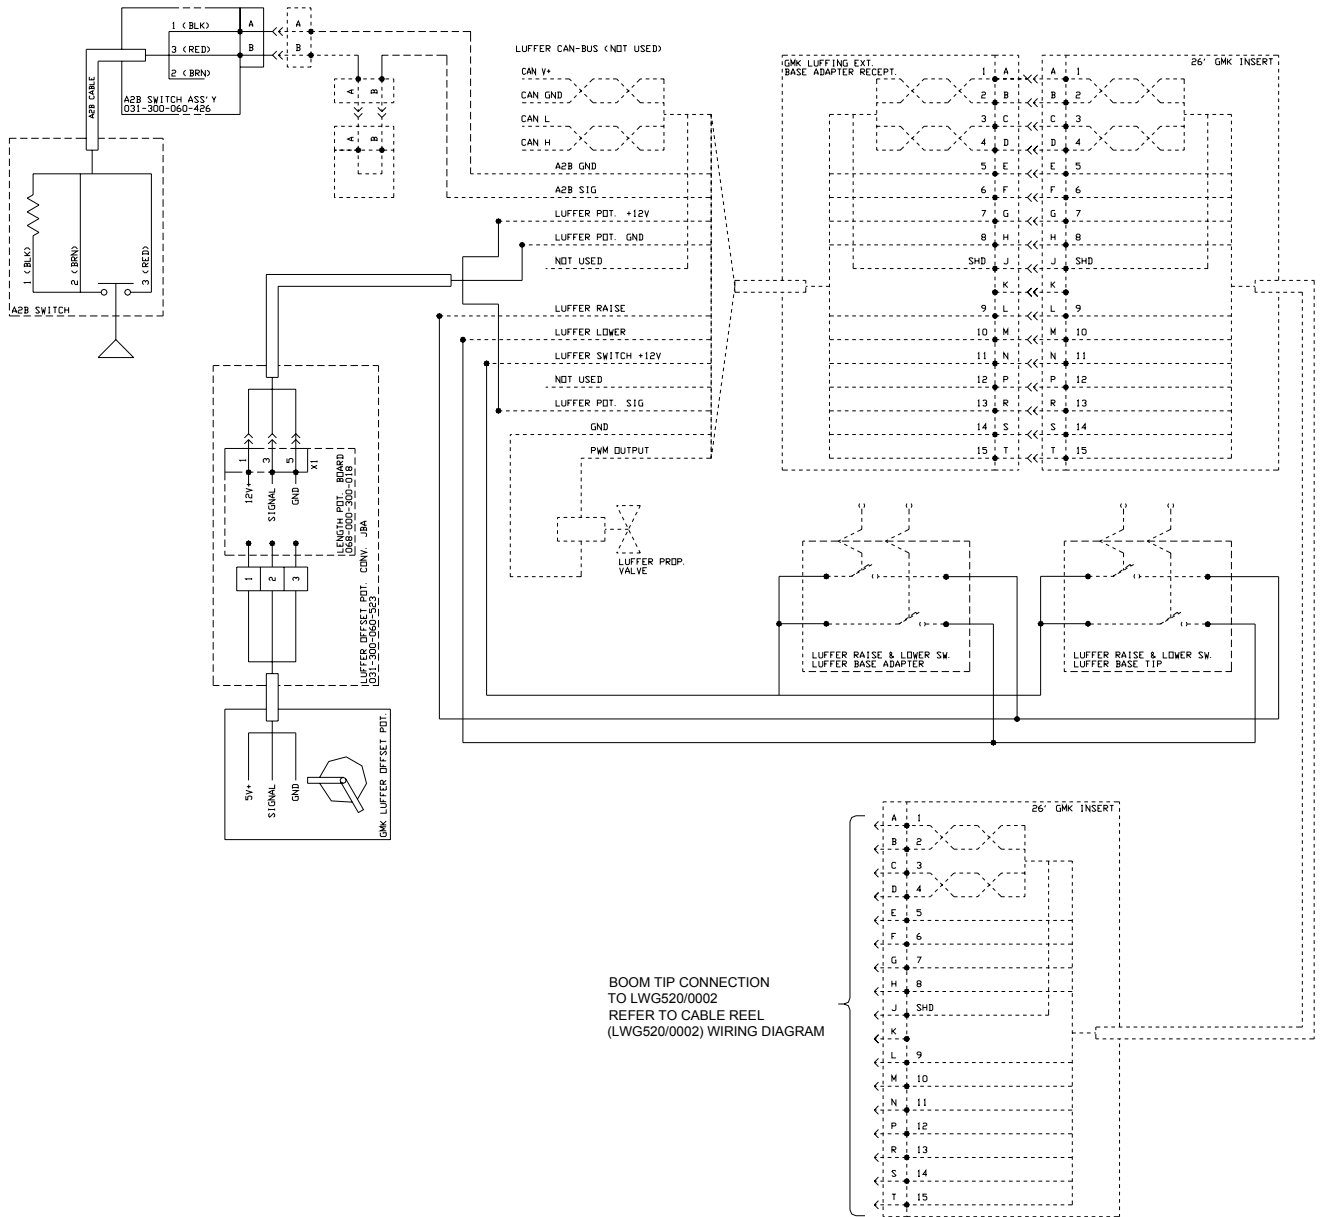 1 (BLK)
3 (RED)
2 (BRN)
A
B
A
B
A2B SWITCH ASS'Y
031-300-060-426
A2B CABLE
A
B
A
B
1 (BLK)
2 (BRN)
3 (RED)
A2B SWITCH
LUFFER CAN-BUS (NOT USED)
CAN V+
CAN GND
CAN L
CAN H
A2B GND
A2B SIG
LUFFER POT. +12V
LUFFER POT. GND
NOT USED
LUFFER RAISE
LUFFER LOWER
LUFFER SWITCH +12V
NOT USED
LUFFER POT. SIG
GND
PWM OUTPUT
LUFFER PROP.
VALVE
GMK LUFFING EXT.
BASE ADAPTER RECEPT.
26' GMK INSERT
1 A A 1
2 B B 2
3 C C 3
4 D D 4
5 E E 5
6 F F 6
7 G G 7
8 H H 8
SHD J J SHD
K K
9 L L 9
10 M M 10
11 N N 11
12 P P 12
13 R R 13
14 S S 14
15 T T 15
1
3
5
X1
12V+
SIGNAL
GND
LENGTH POT. BOARD
068-000-300-018
1
2
3
LUFFER OFFSET POT. CONV. JBA
031-300-060-523
5V+
SIGNAL
GND
GMK LUFFER OFFSET POT.
LUFFER RAISE & LOWER SW.
LUFFER BASE ADAPTER
LUFFER RAISE & LOWER SW.
LUFFER BASE TIP
26' GMK INSERT
A 1
B 2
C 3
D 4
E 5
F 6
G 7
H 8
J SHD
K
L 9
M 10
N 11
P 12
R 13
S 14
T 15
BOOM TIP CONNECTION
TO LWG520/0002
REFER TO CABLE REEL
(LWG520/0002) WIRING DIAGRAM